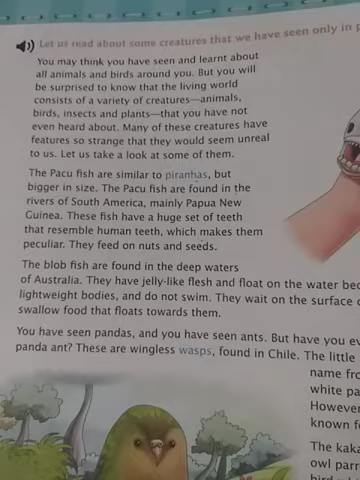 Let us read about some creatures that we have seen only in
You may think you have seen and learnt about
all animals and birds around you. But you will
be surprised to know that the living world
consists of a variety of creatures—animals,
birds, insects and plants—that you have not
even heard about. Many of these creatures have
features so strange that they would seem unreal
to us. Let us take a look at some of them.
The Pacu fish are similar to piranhas, but
bigger in size. The Pacu fish are found in the
rivers of South America, mainly Papua New
Guinea. These fish have a huge set of teeth
that resemble human teeth, which makes them
peculiar. They feed on nuts and seeds.
The blob fish are found in the deep waters
of Australia. They have jelly-like flesh and float on the water
lightweight bodies, and do not swim. They wait on the surface
swallow food that floats towards them.
You have seen pandas, and you have seen ants. But have you
panda ant? These are wingless wasps, found in Chile. The little
name
white
However
known
The
owl